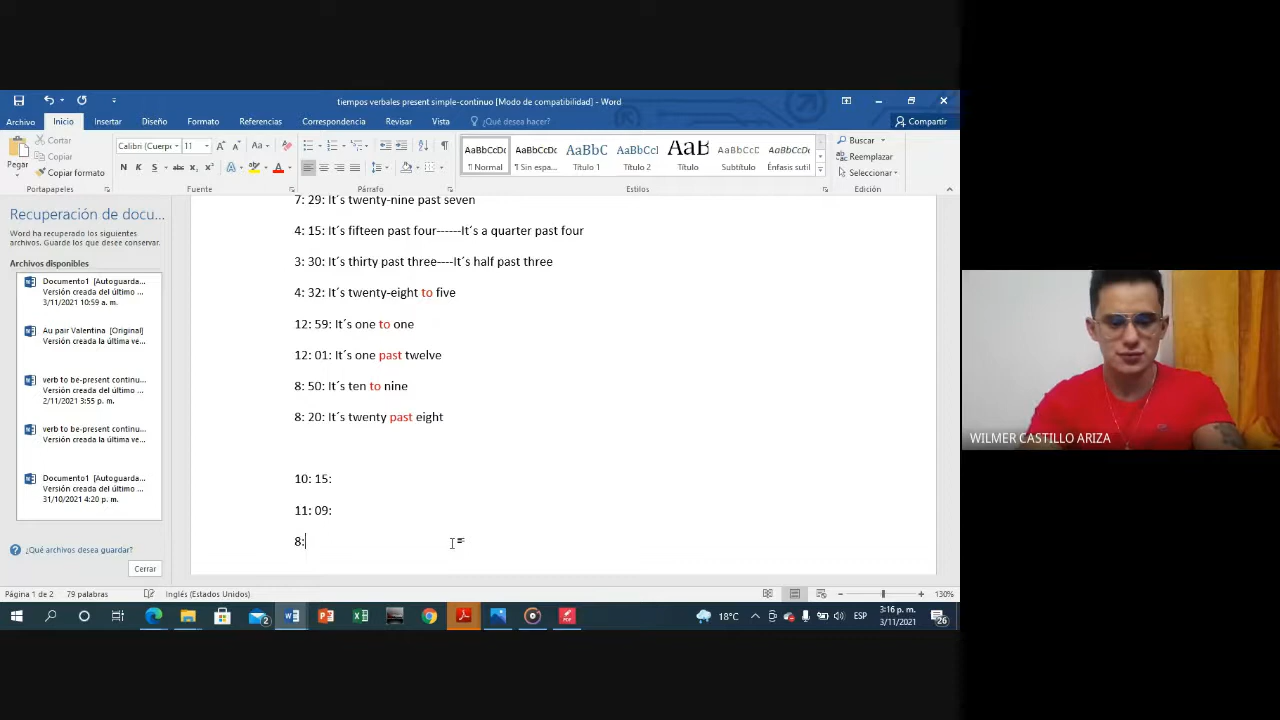 tiempos verbales present simple-continuo [Modo de compatibilidad] - Word
Archivo Inicio Insertar Diseño Formato Referencias Correspondencia Revisar Vista ¿Qué desea hacer? Compartir
Pegar
Cortar
Copiar
Copiar formato
Portapapeles
Calibri (Cuerp 11
Fuente
Párrafo
AaBbCcDc AaBbCcDc AaBbC AaBbCcI AaB AaBbCcC AaBbCcDc
¶ Normal ¶ Sin espa... Título 1 Título 2 Título Subtítulo Énfasis sutil
Estilos
Buscar
Reemplazar
Seleccionar
Edición
Recuperación de docu...
Word ha recuperado los siguientes
archivos. Guarde los que desee conservar.
Archivos disponibles
Documento1 [Autoguarda...
Versión creada del último ...
3/11/2021 10:59 a. m.
Au pair Valentina [Original]
Versión creada la última ve...
verb to be-present continu...
Versión creada del último ...
2/11/2021 3:55 p. m.
verb to be-present continu...
Versión creada la última ve...
Documento1 [Autoguarda...
Versión creada del último ...
31/10/2021 4:20 p. m.
¿Qué archivos desea guardar?
Cerrar
7: 29: It´s twenty-nine past seven
4: 15: It´s fifteen past four------It´s a quarter past four
3: 30: It´s thirty past three----It´s half past three
4: 32: It´s twenty-eight to five
12: 59: It´s one to one
12: 01: It´s one past twelve
8: 50: It´s ten to nine
8: 20: It´s twenty past eight
10: 15:
11: 09:
8:
Página 1 de 2 79 palabras Inglés (Estados Unidos) 130%
18°C ESP 3:16 p. m.
3/11/2021
26
WILMER CASTILLO ARIZA